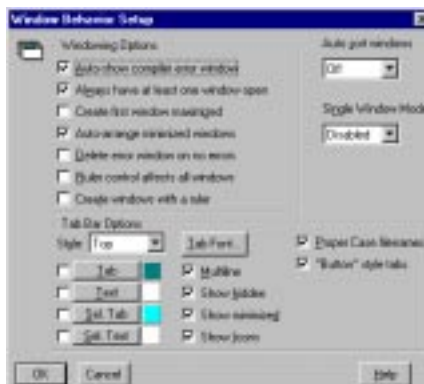 Window Behavior Setup
Windowing Options
Auto-show compiler error window
Always have at least one window open
Create first window maximized
Auto-arrange minimized windows
Delete error window on no errors
Ruler control affects all windows
Create windows with a ruler
Auto port windows
Off
Single Window Mode
Disabled
Tab Bar Options
Style: Top
Tab Font...
Tab
Text
Sel. Tab
Sel. Text
Multiline
Show hidden
Show minimized
Show Icons
Proper Case filenames
"Button" style tabs
OK
Cancel
Help